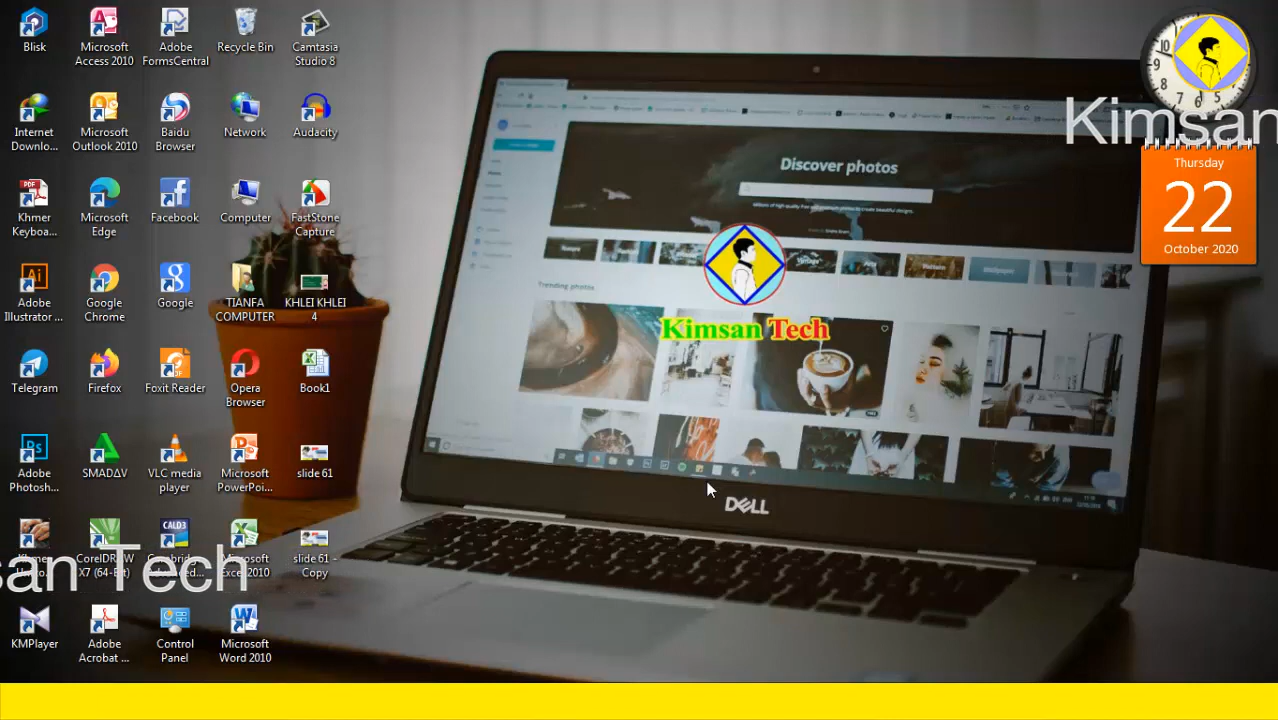 Blisk
Microsoft
Access 2010
Adobe
FormsCentral
Recycle Bin
Camtasia
Studio 8
Internet
Downlo...
Microsoft
Outlook 2010
Baidu
Browser
Network
Audacity
Khmer
Keyboa...
Microsoft
Edge
Facebook
Computer
FastStone
Capture
Adobe
Illustrator ...
Google
Chrome
Google
TIANFA
COMPUTER
KHLEI KHLEI
4
Telegram
Firefox
Foxit Reader
Opera
Browser
Book1
Adobe
Photosh...
SMADΔV
VLC media
player
Microsoft
PowerPoi...
slide 61
CorelDRAW
X7 (64-Bit)
CALD3
Microsoft
Excel 2010
slide 61 -
Copy
san Tech
KMPlayer
Adobe
Acrobat ...
Control
Panel
Microsoft
Word 2010
Discover photos
Trending photos
Kimsan Tech
DELL
Kimsan
Thursday
22
October 2020